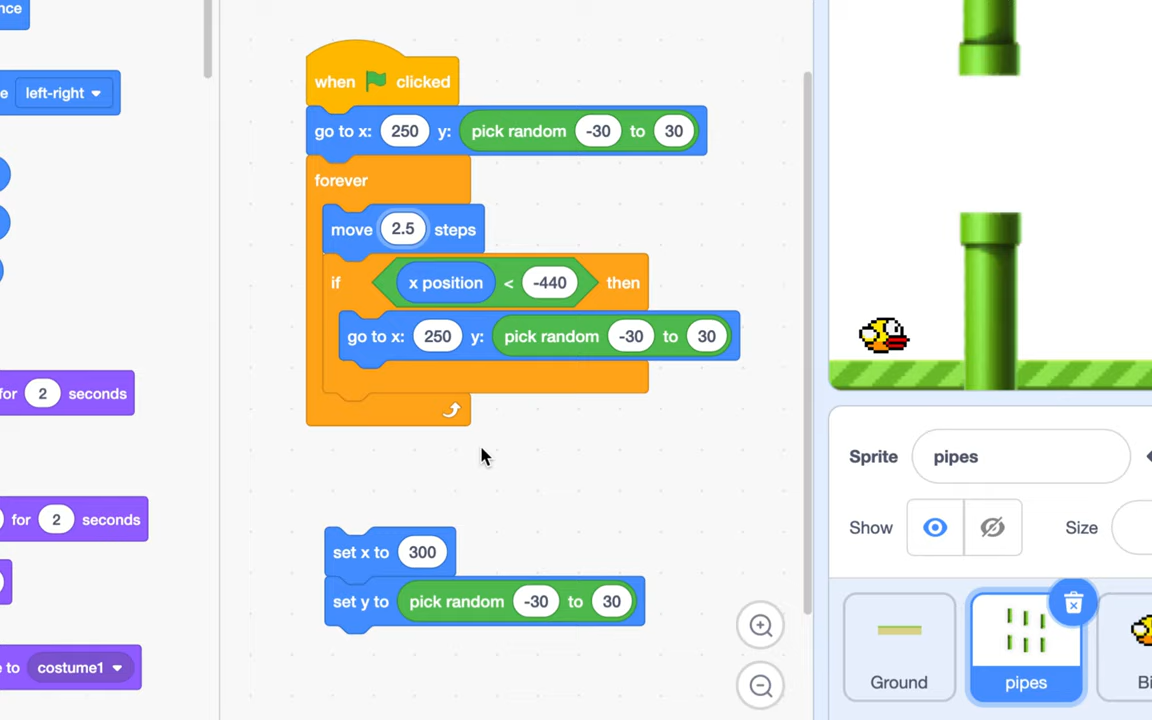 nce
e left-right
for 2 seconds
for 2 seconds
e to costume1
when clicked
go to x: 250 y: pick random -30 to 30
forever
move 2.5 steps
if x position < -440 then
go to x: 250 y: pick random -30 to 30
set x to 300
set y to pick random -30 to 30
Sprite pipes
Show Size
Ground
pipes
Bi